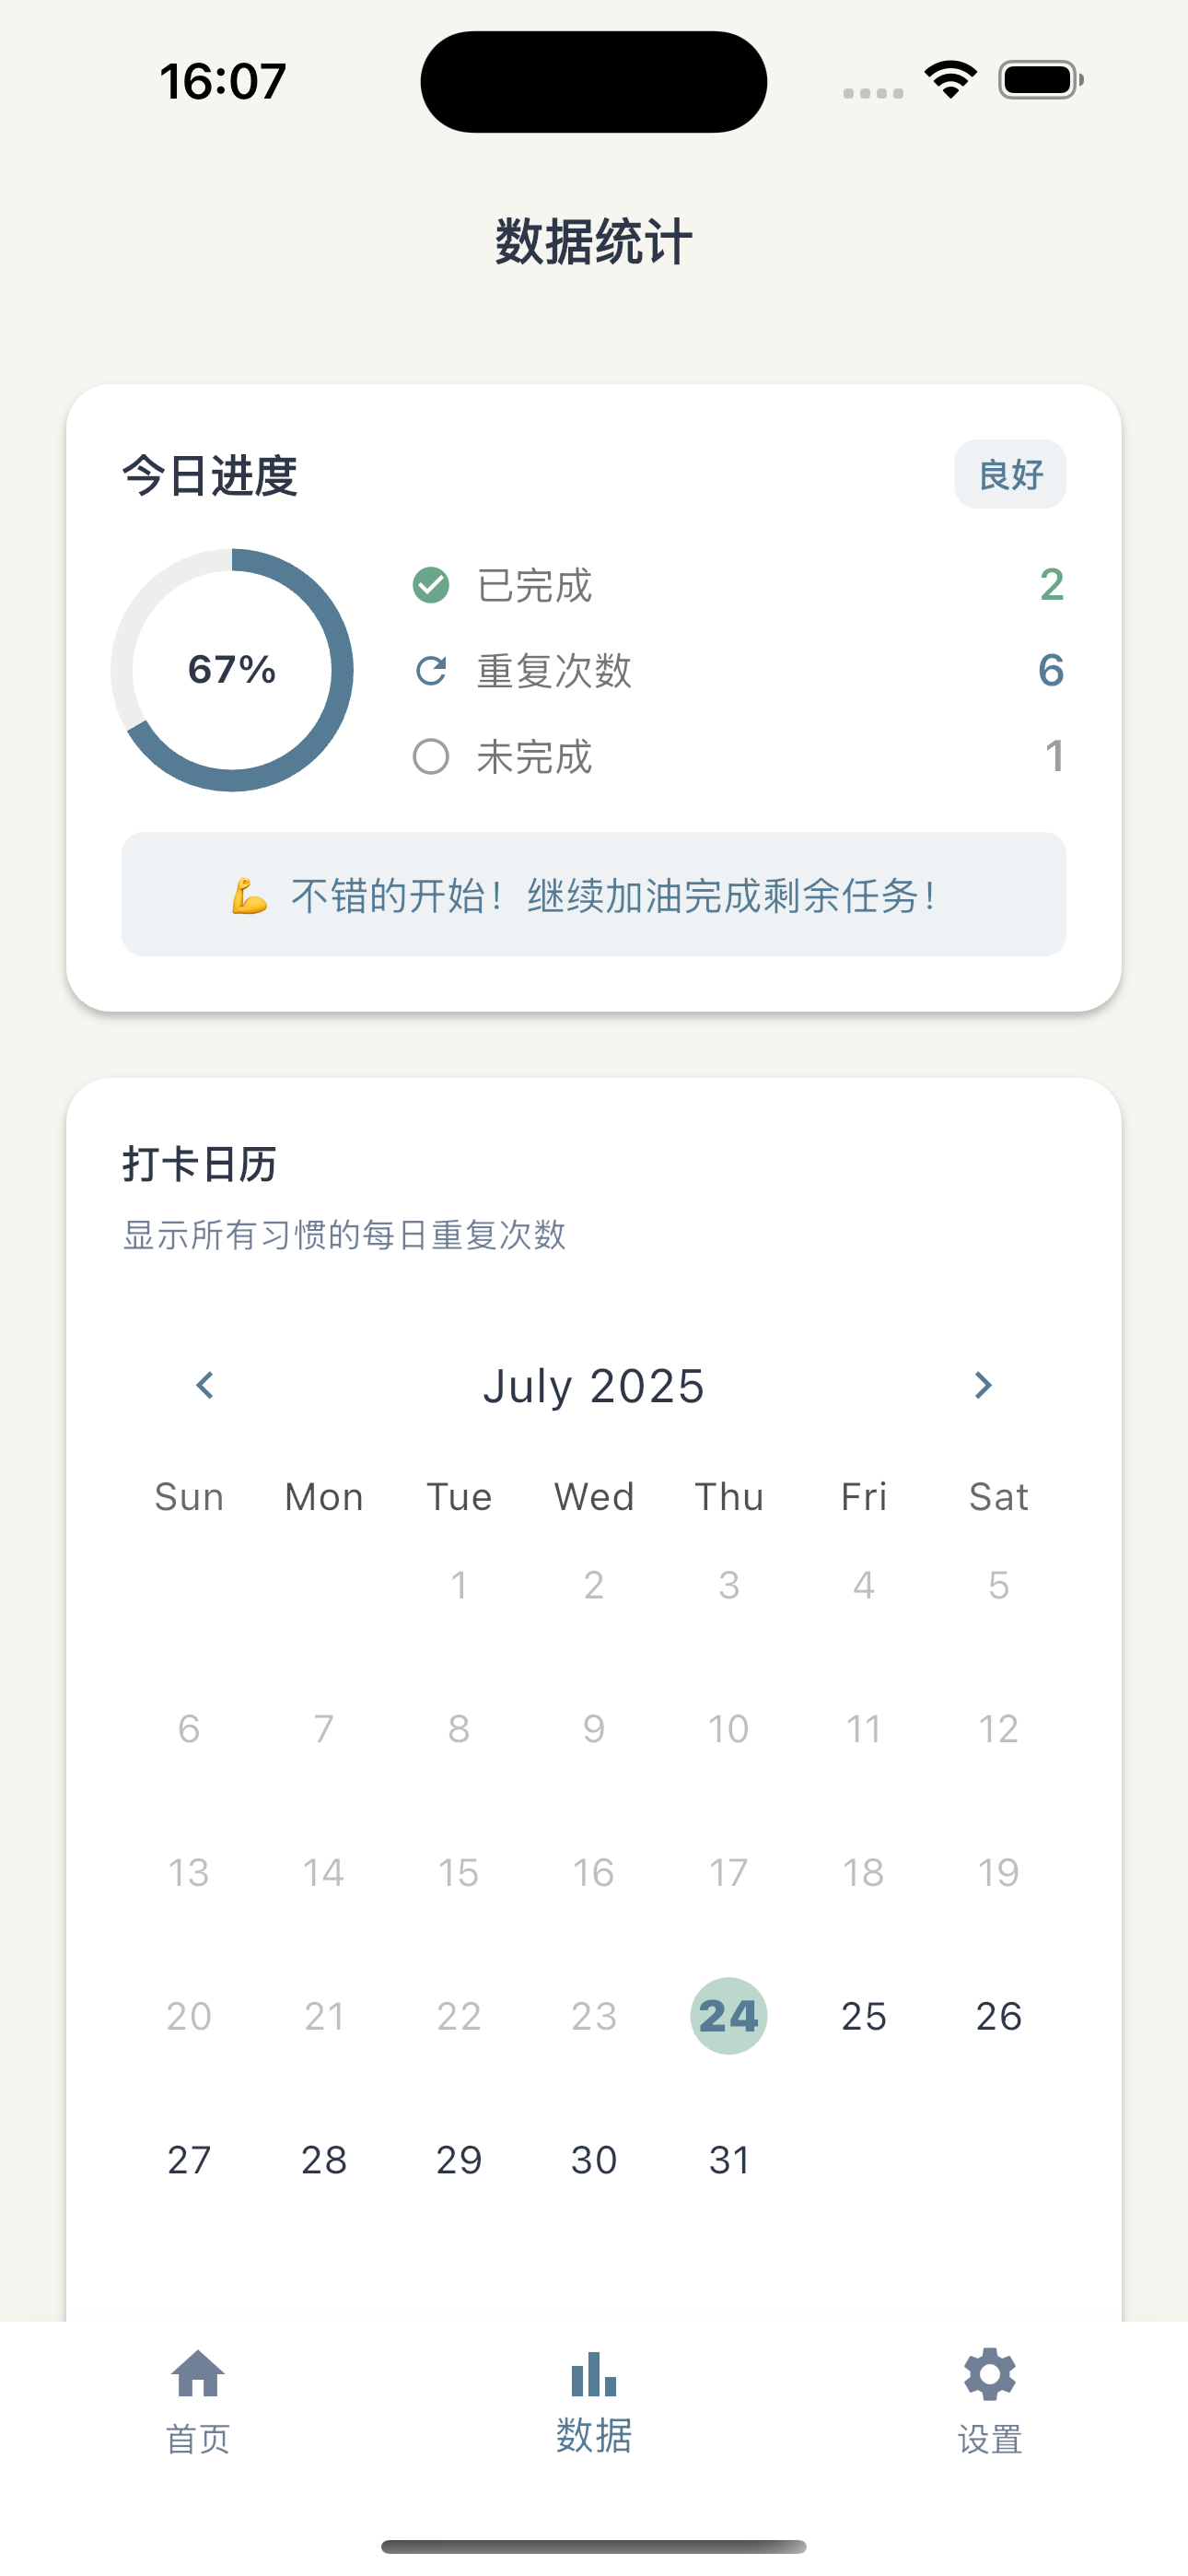 16:07
数据统计
今日进度
良好
67%
已完成 2
重复次数 6
未完成 1
💪 不错的开始！继续加油完成剩余任务！
打卡日历
显示所有习惯的每日重复次数
July 2025
Sun Mon Tue Wed Thu Fri Sat
1 2 3 4 5
6 7 8 9 10 11 12
13 14 15 16 17 18 19
20 21 22 23 24 25 26
27 28 29 30 31
首页 数据 设置